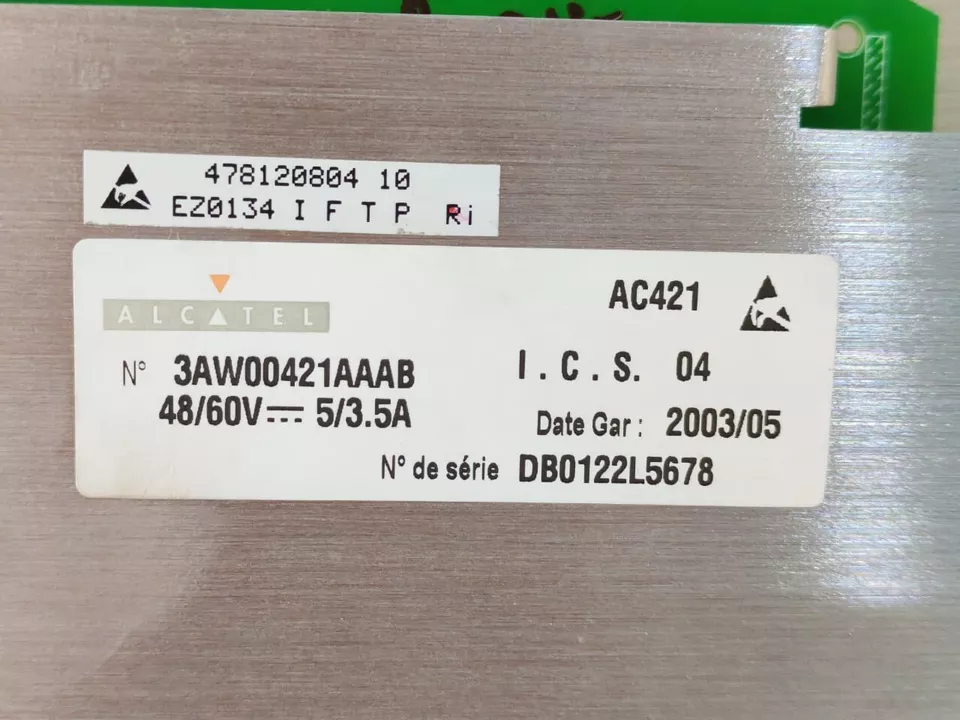 478120804 10
EZ0134 I F T P Ri
ALCATEL
AC421
N° 3AW00421AAAB
I.C.S. 04
48/60V⎓ 5/3.5A
Date Gar : 2003/05
N° de série DB0122L5678